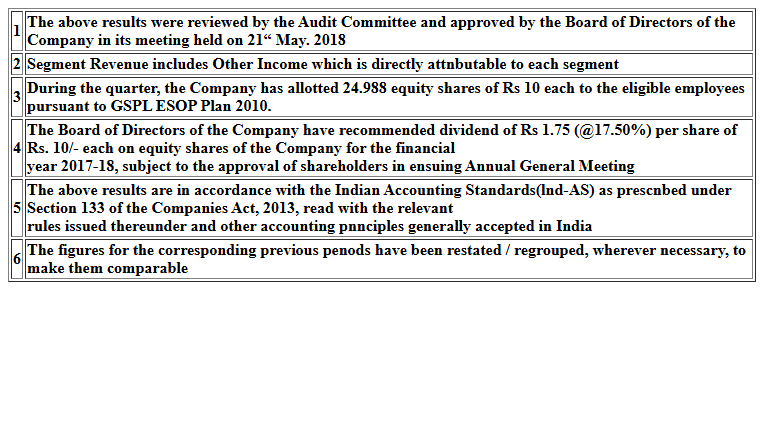 1 The above results were reviewed by the Audit Committee and approved by the Board of Directors of the
Company in its meeting held on 21“ May. 2018
2 Segment Revenue includes Other Income which is directly attnbutable to each segment
3 During the quarter, the Company has allotted 24.988 equity shares of Rs 10 each to the eligible employees
pursuant to GSPL ESOP Plan 2010.
4 The Board of Directors of the Company have recommended dividend of Rs 1.75 (@17.50%) per share of
Rs. 10/- each on equity shares of the Company for the financial
year 2017-18, subject to the approval of shareholders in ensuing Annual General Meeting
5 The above results are in accordance with the Indian Accounting Standards(lnd-AS) as prescnbed under
Section 133 of the Companies Act, 2013, read with the relevant
rules issued thereunder and other accounting pnnciples generally accepted in India
6 The figures for the corresponding previous penods have been restated / regrouped, wherever necessary, to
make them comparable